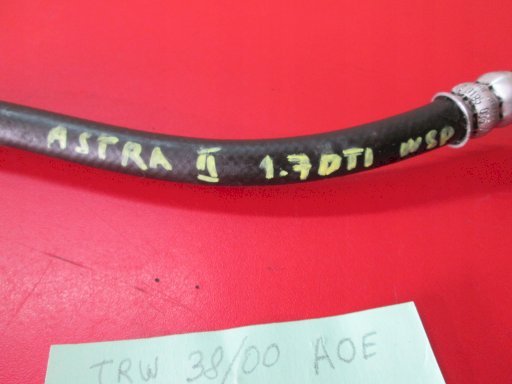 ASTRA II 1.7DTI WSP
TRW 38/00 AOE